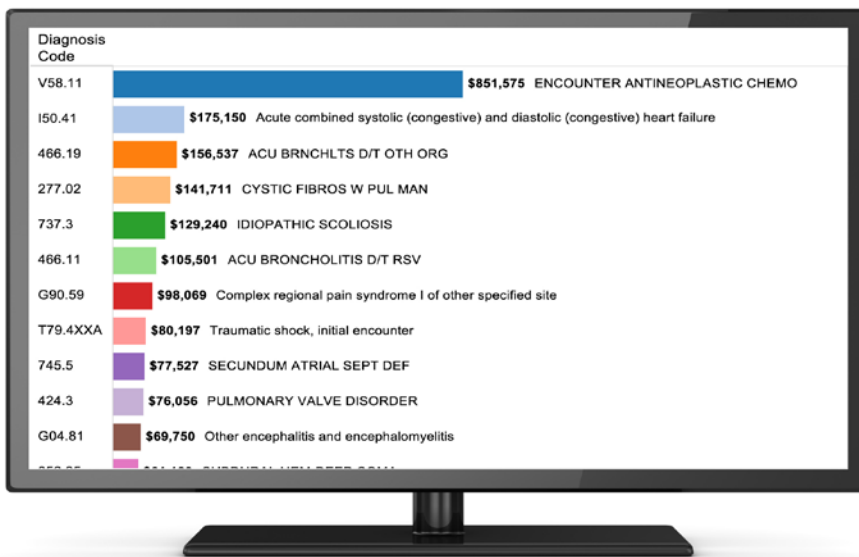 Diagnosis
Code
V58.11 $851,575 ENCOUNTER ANTINEOPLASTIC CHEMO
I50.41 $175,150 Acute combined systolic (congestive) and diastolic (congestive) heart failure
466.19 $156,537 ACU BRNCHLTS D/T OTH ORG
277.02 $141,711 CYSTIC FIBROS W PUL MAN
737.3 $129,240 IDIOPATHIC SCOLIOSIS
466.11 $105,501 ACU BRONCHOLITIS D/T RSV
G90.59 $98,069 Complex regional pain syndrome I of other specified site
T79.4XXA $80,197 Traumatic shock, initial encounter
745.5 $77,527 SECUNDUM ATRIAL SEPT DEF
424.3 $76,056 PULMONARY VALVE DISORDER
G04.81 $69,750 Other encephalitis and encephalomyelitis